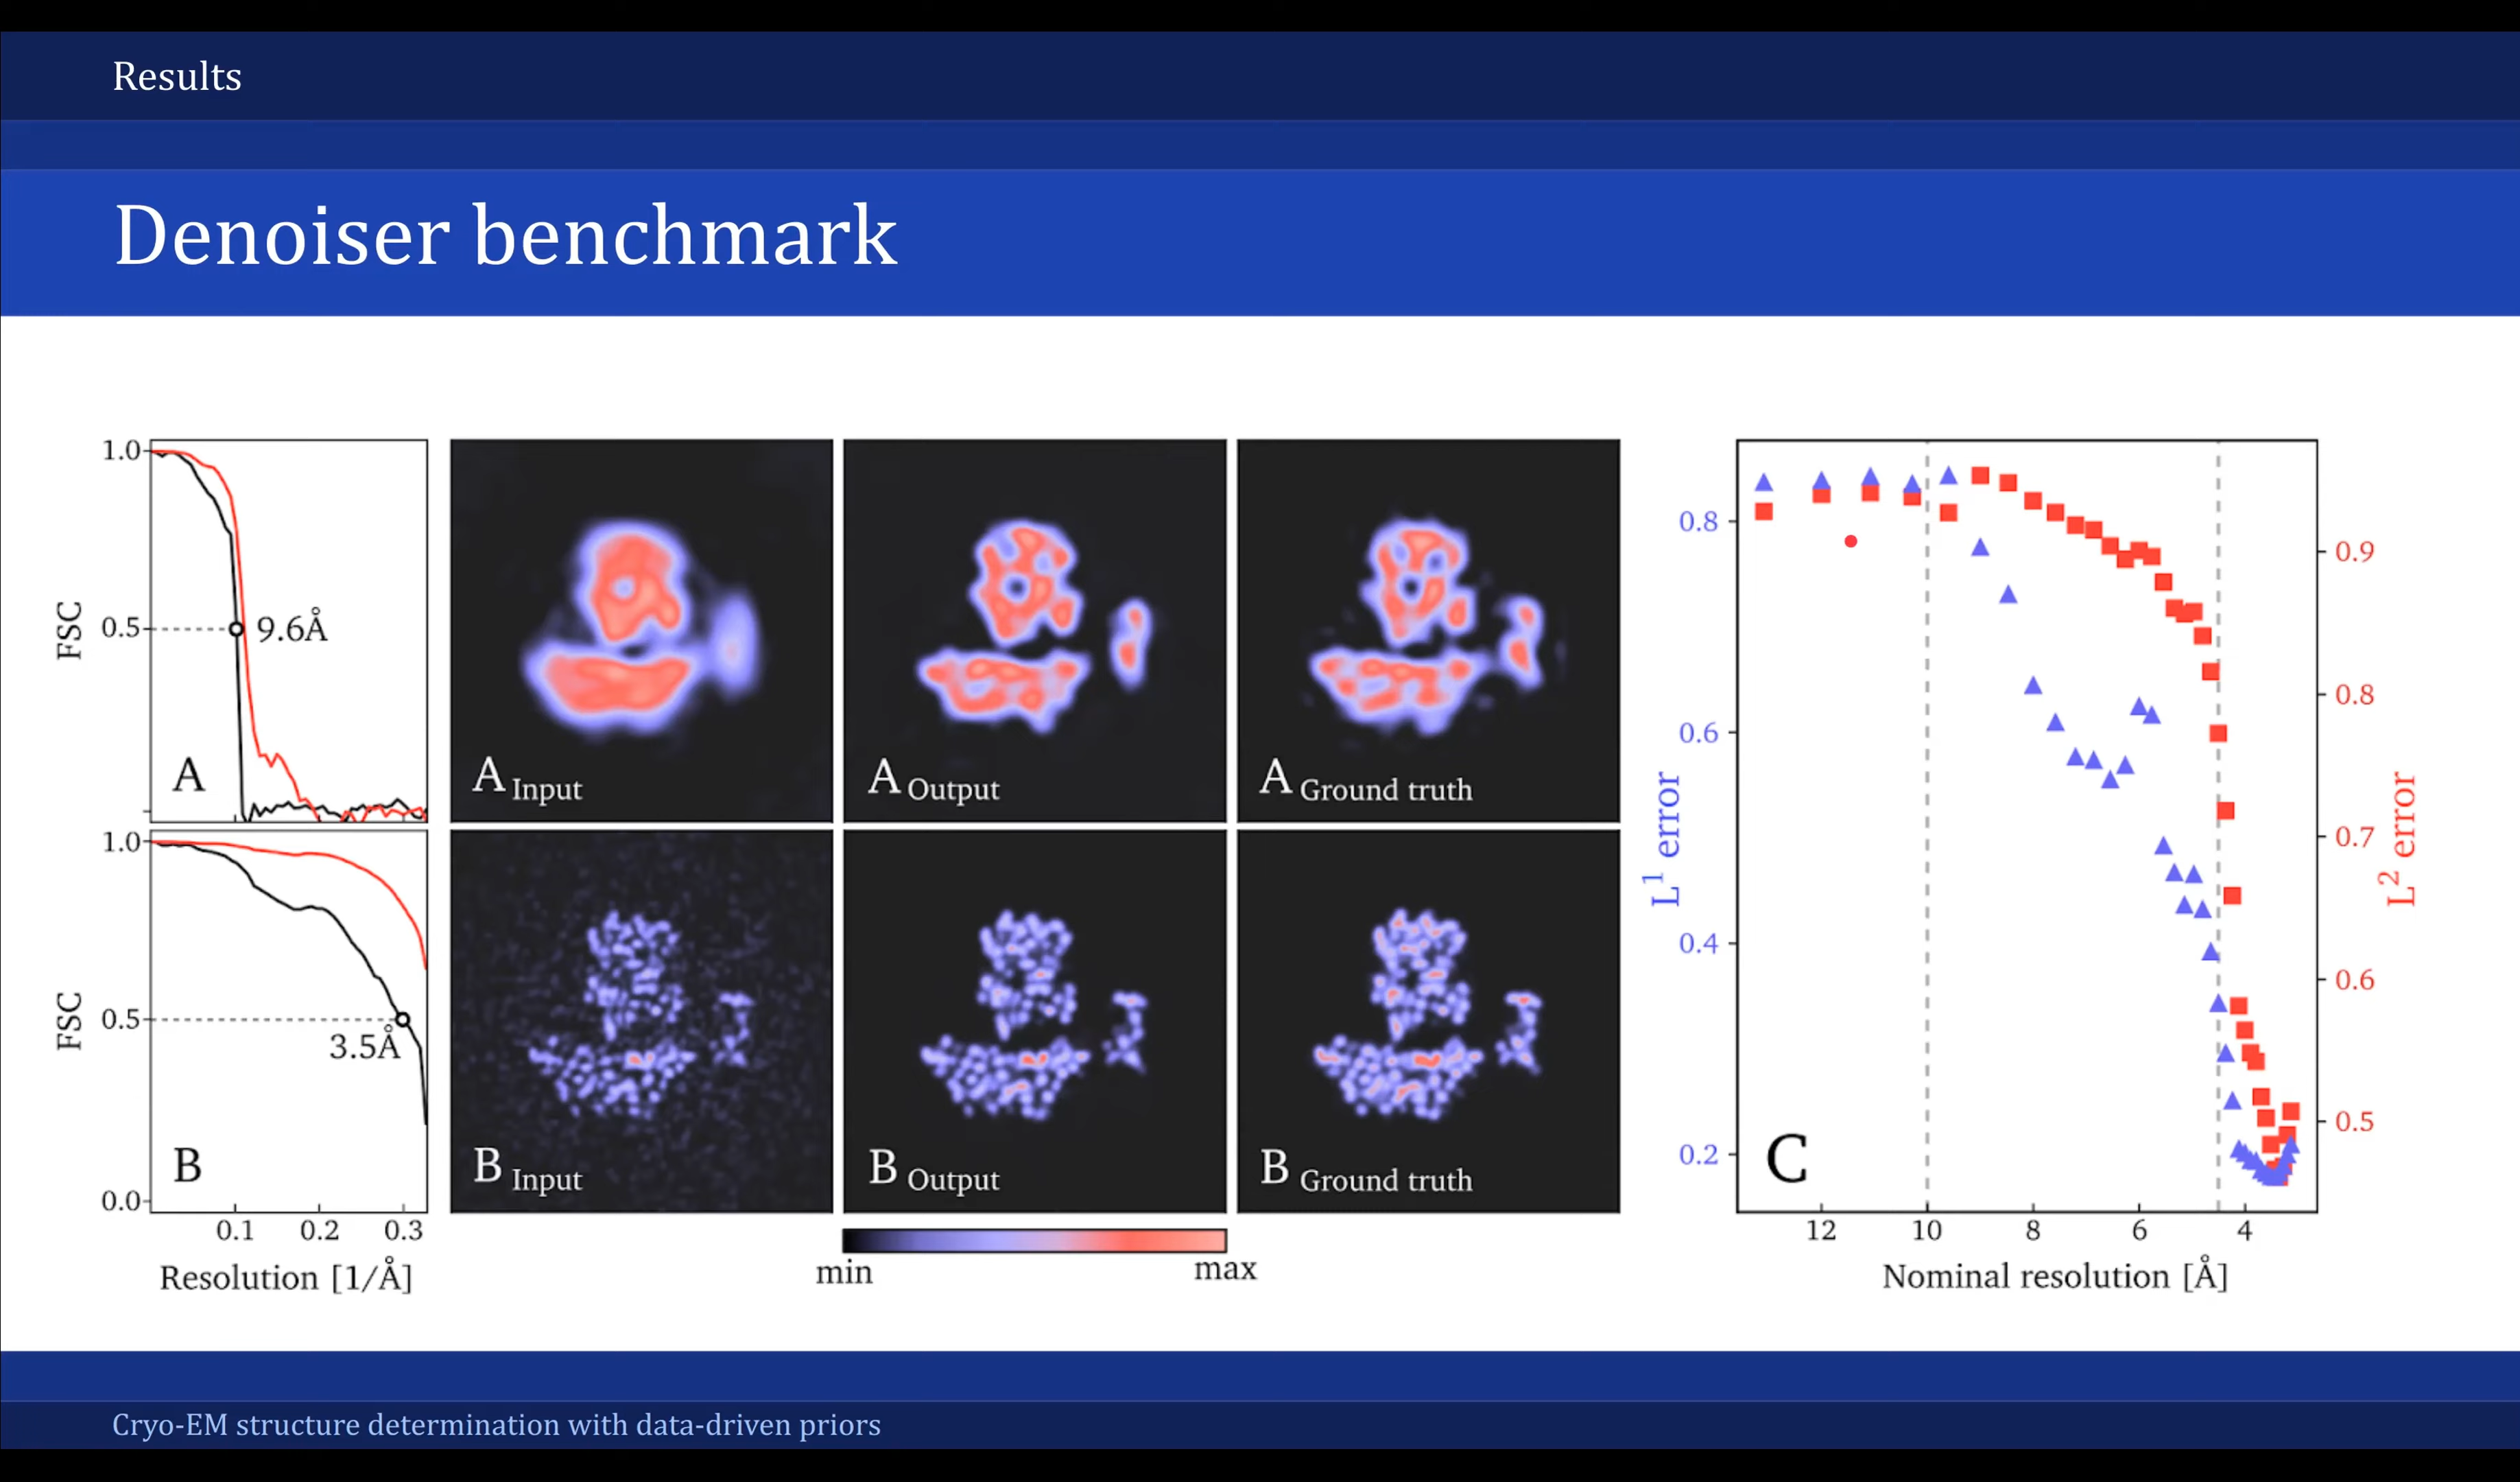 Results
Denoiser benchmark
1.0
FSC
0.5
9.6Å
A
A Input
A Output
A Ground truth
1.0
FSC
0.5
3.5Å
B
0.0
0.1 0.2 0.3
Resolution [1/Å]
B Input
B Output
B Ground truth
min max
0.8
0.6
0.4
0.2
L¹ error
C
0.9
0.8
0.7
0.6
0.5
L² error
12 10 8 6 4
Nominal resolution [Å]
Cryo-EM structure determination with data-driven priors